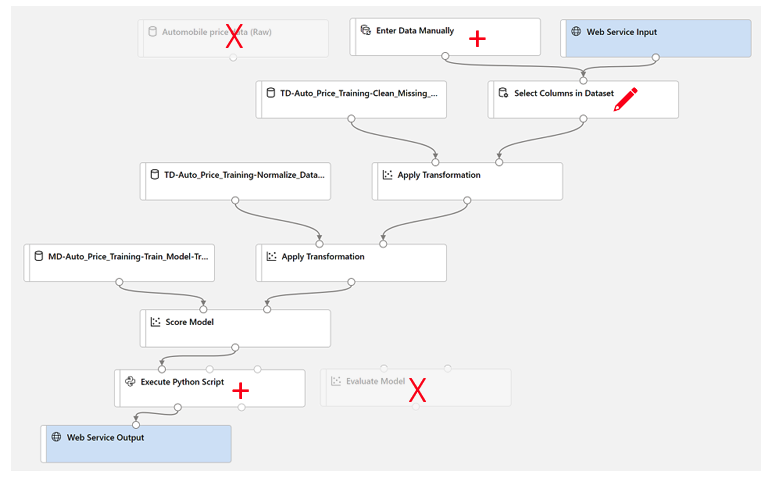 Automobile price data (Raw)
Enter Data Manually
Web Service Input
TD-Auto_Price_Training-Clean_Missing_...
Select Columns in Dataset
TD-Auto_Price_Training-Normalize_Data...
Apply Transformation
MD-Auto_Price_Training-Train_Model-Tr...
Apply Transformation
Score Model
Execute Python Script
Evaluate Model
Web Service Output